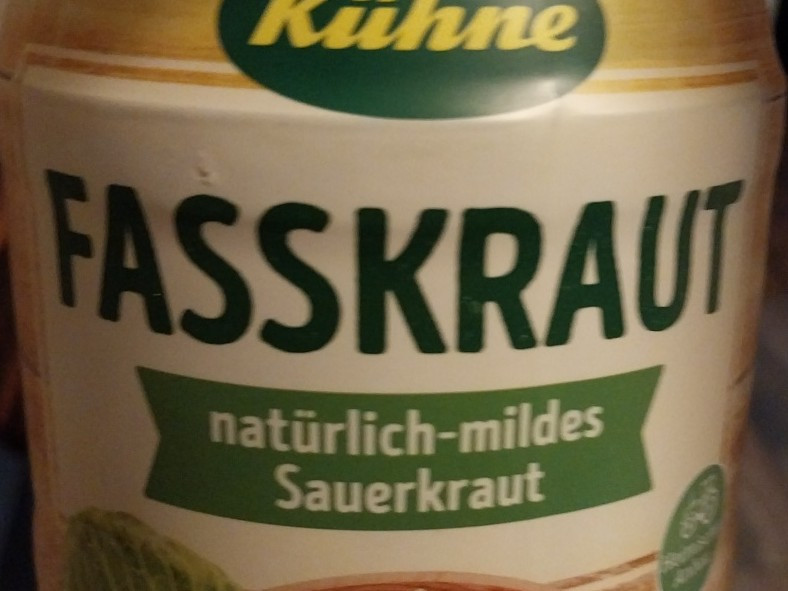 Kühne
FASSKRAUT
natürlich-mildes
Sauerkraut